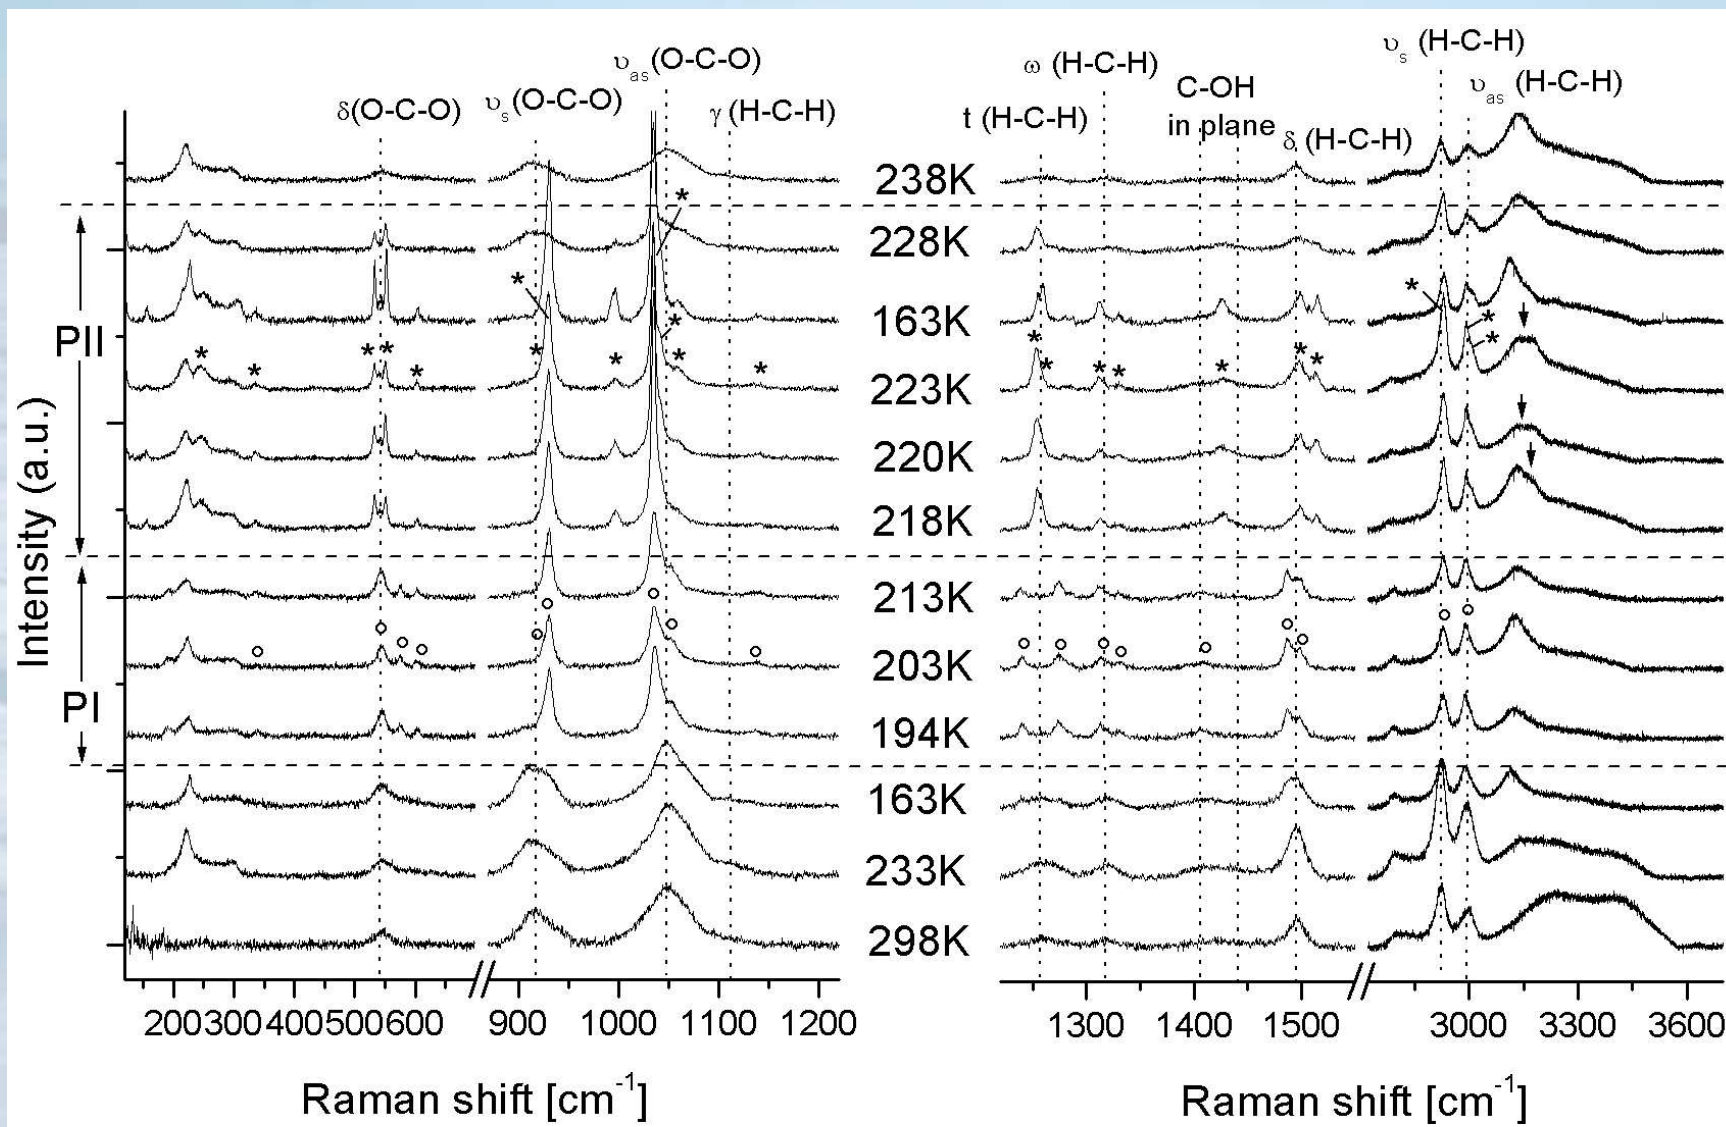 υs (H-C-H)
υas(O-C-O)
ω (H-C-H)
υas (H-C-H)
δ(O-C-O)
υs(O-C-O)
γ (H-C-H)
t (H-C-H)
C-OH
in plane
δ (H-C-H)
238K
228K
163K
PII
223K
220K
218K
213K
203K
PI
194K
163K
233K
298K
Intensity (a.u.)
200 300 400 500 600 900 1000 1100 1200 1300 1400 1500 3000 3300 3600
Raman shift [cm-1] Raman shift [cm-1]